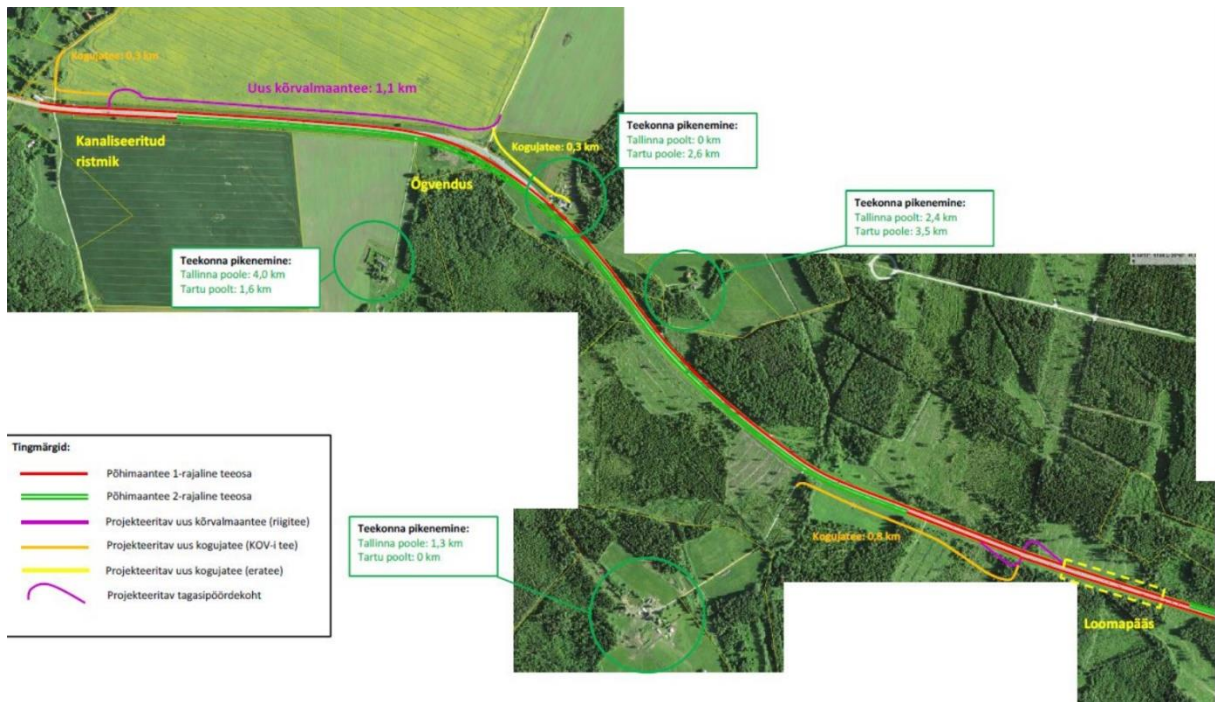 Kogujatee: 0,3 km
Uus kõrvalmaantee: 1,1 km
Kanaliseeritud
ristmik
Õgvendus
Kogujatee: 0,3 km
Teekonna pikenemine:
Tallinna poolt: 0 km
Tartu poole: 2,6 km
Teekonna pikenemine:
Tallinna poolt: 2,4 km
Tartu poole: 3,5 km
Teekonna pikenemine:
Tallinna poole: 4,0 km
Tartu poolt: 1,6 km
Tingmärgid:
Põhimaantee 1-rajaline teeosa
Põhimaantee 2-rajaline teeosa
Projekteeritav uus kõrvalmaantee (riigitee)
Projekteeritav uus kogujatee (KOV-i tee)
Projekteeritav uus kogujatee (eratee)
Projekteeritav tagasipöördekoht
Teekonna pikenemine:
Tallinna poole: 1,3 km
Tartu poolt: 0 km
Kogujatee: 0,8 km
Loomapääs